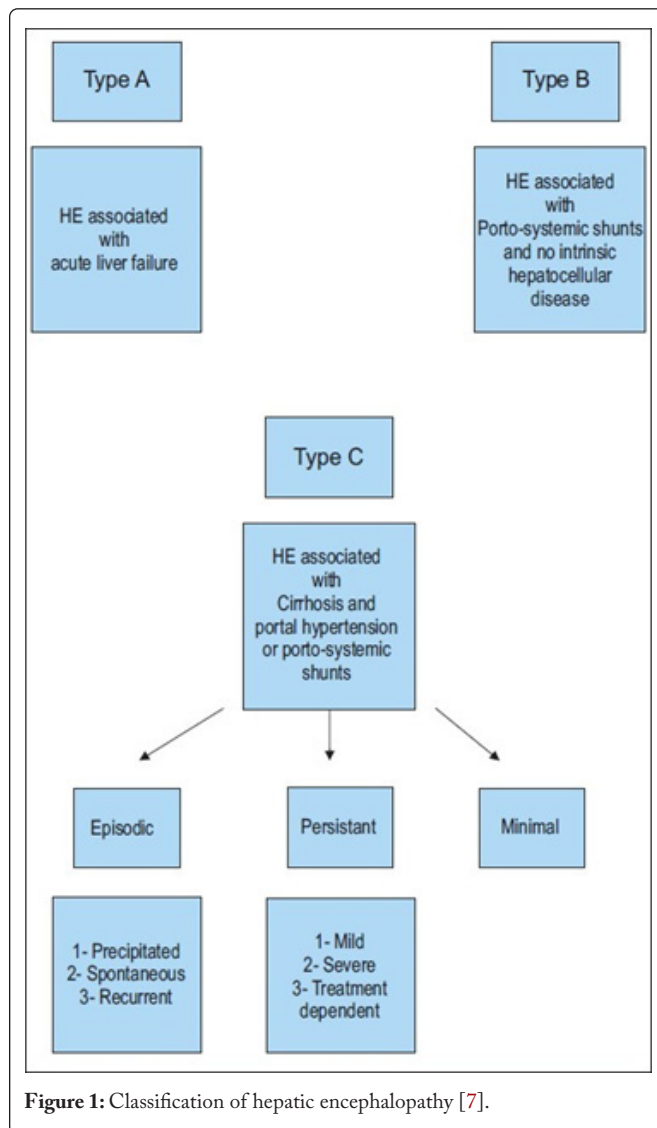 Type A
Type B
HE associated
with
acute liver failure
HE associated
with
Porto-systemic shunts
and no intrinsic
hepatocellular
disease
Type C
HE associated
with
Cirrhosis and
portal hypertension
or porto-systemic
shunts
Episodic
Persistant
Minimal
1- Precipitated
2- Spontaneous
3- Recurrent
1- Mild
2- Severe
3- Treatment
dependent
Figure 1: Classification of hepatic encephalopathy [7].